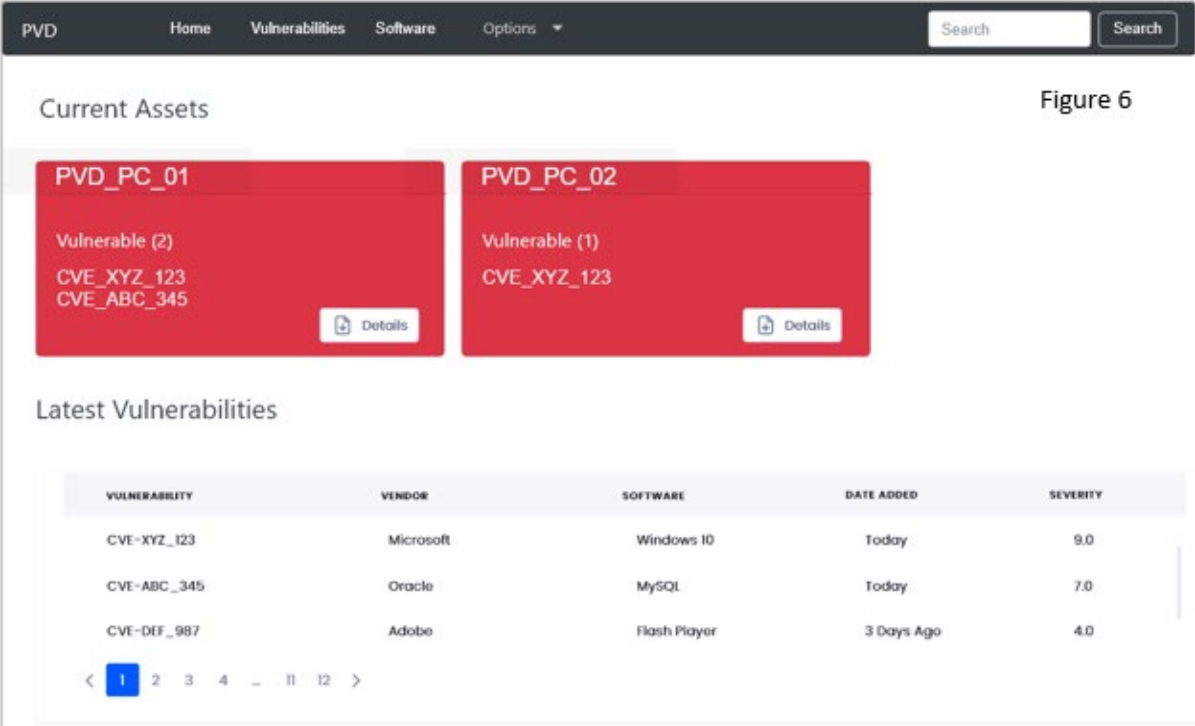 PVD Home Vulnerabilities Software Options Search Search
Figure 6
Current Assets
PVD_PC_01
Vulnerable (2)
CVE_XYZ_123
CVE_ABC_345
Details
PVD_PC_02
Vulnerable (1)
CVE_XYZ_123
Details
Latest Vulnerabilities
VULNERABILITY VENDOR SOFTWARE DATE ADDED SEVERITY
CVE-XYZ_123 Microsoft Windows 10 Today 9.0
CVE-ABC_345 Oracle MySQL Today 7.0
CVE-DEF_987 Adobe Flash Player 3 Days Ago 4.0
< 1 2 3 4 … 11 12 >